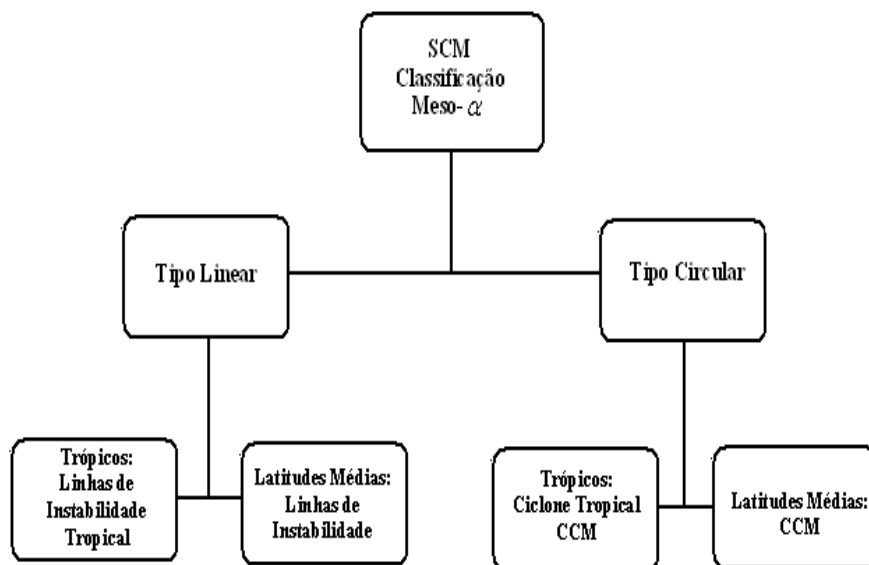 SCM
Classificação
Meso- α
Tipo Linear
Tipo Circular
Trópicos:
Linhas de
Instabilidade
Tropical
Latitudes Médias:
Linhas de
Instabilidade
Trópicos:
Ciclone Tropical
CCM
Latitudes Médias:
CCM